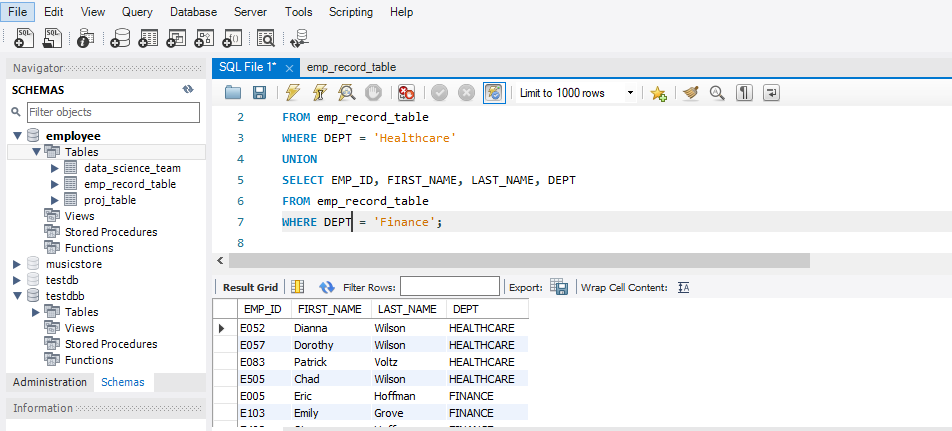 File Edit View Query Database Server Tools Scripting Help
SQL SQL
Navigator
SCHEMAS
Filter objects
employee
Tables
data_science_team
emp_record_table
proj_table
Views
Stored Procedures
Functions
musicstore
testdb
testdbb
Tables
Views
Stored Procedures
Functions
Administration Schemas
Information
SQL File 1* × emp_record_table
Limit to 1000 rows
2 FROM emp_record_table
3 WHERE DEPT = 'Healthcare'
4 UNION
5 SELECT EMP_ID, FIRST_NAME, LAST_NAME, DEPT
6 FROM emp_record_table
7 WHERE DEPT = 'Finance';
8
Result Grid Filter Rows: Export: Wrap Cell Content: IA
EMP_ID FIRST_NAME LAST_NAME DEPT
E052 Dianna Wilson HEALTHCARE
E057 Dorothy Wilson HEALTHCARE
E083 Patrick Voltz HEALTHCARE
E505 Chad Wilson HEALTHCARE
E005 Eric Hoffman FINANCE
E103 Emily Grove FINANCE